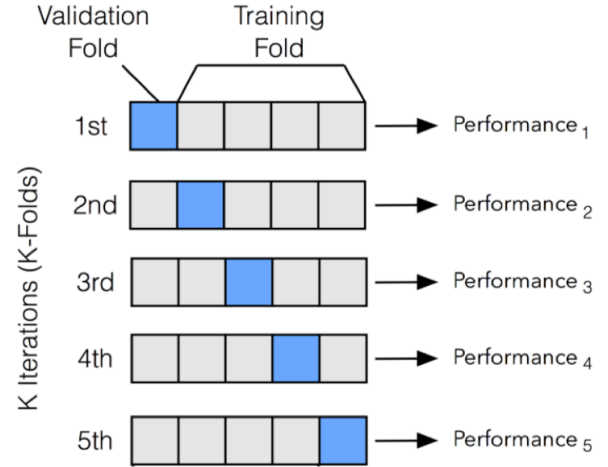 Validation
Fold
Training
Fold
K Iterations (K-Folds)
1st
Performance 1
2nd
Performance 2
3rd
Performance 3
4th
Performance 4
5th
Performance 5